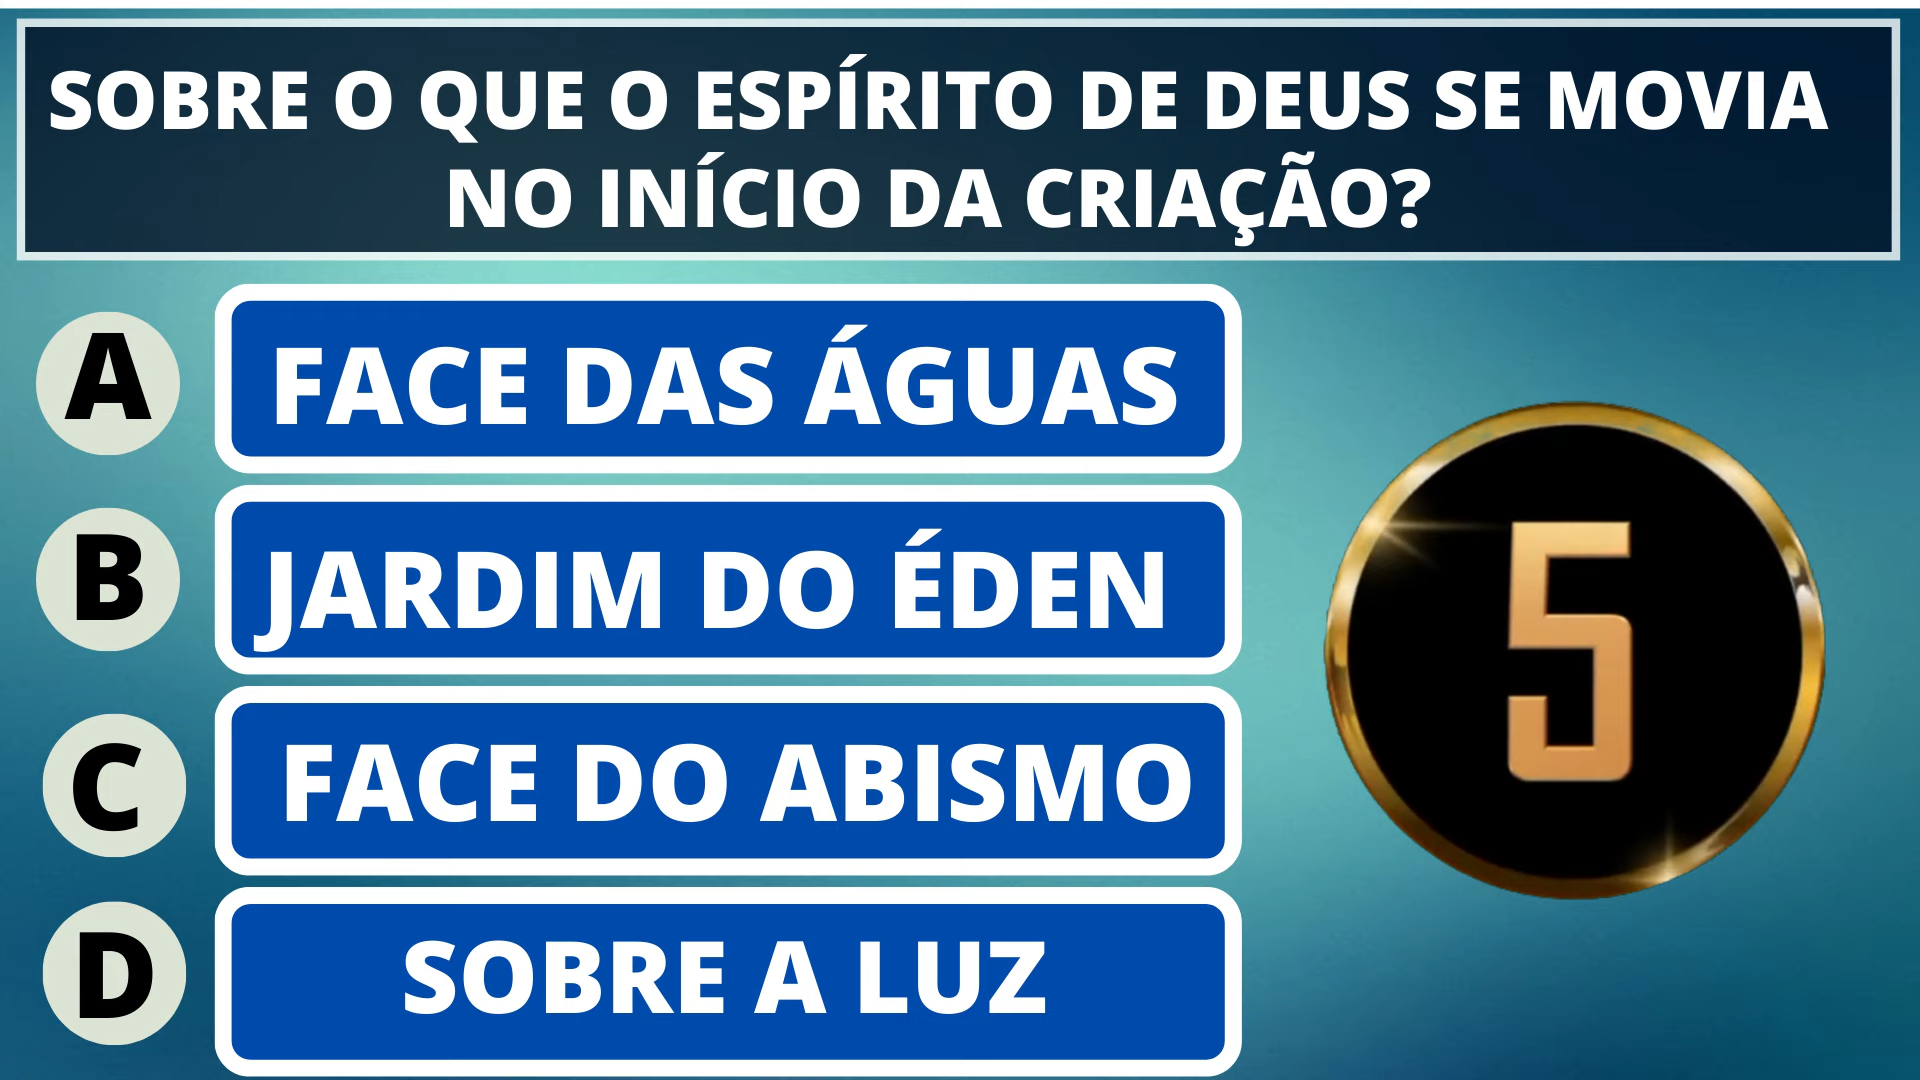 SOBRE O QUE O ESPÍRITO DE DEUS SE MOVIA
NO INÍCIO DA CRIAÇÃO?
A
FACE DAS ÁGUAS
B
JARDIM DO ÉDEN
C
FACE DO ABISMO
D
SOBRE A LUZ
5